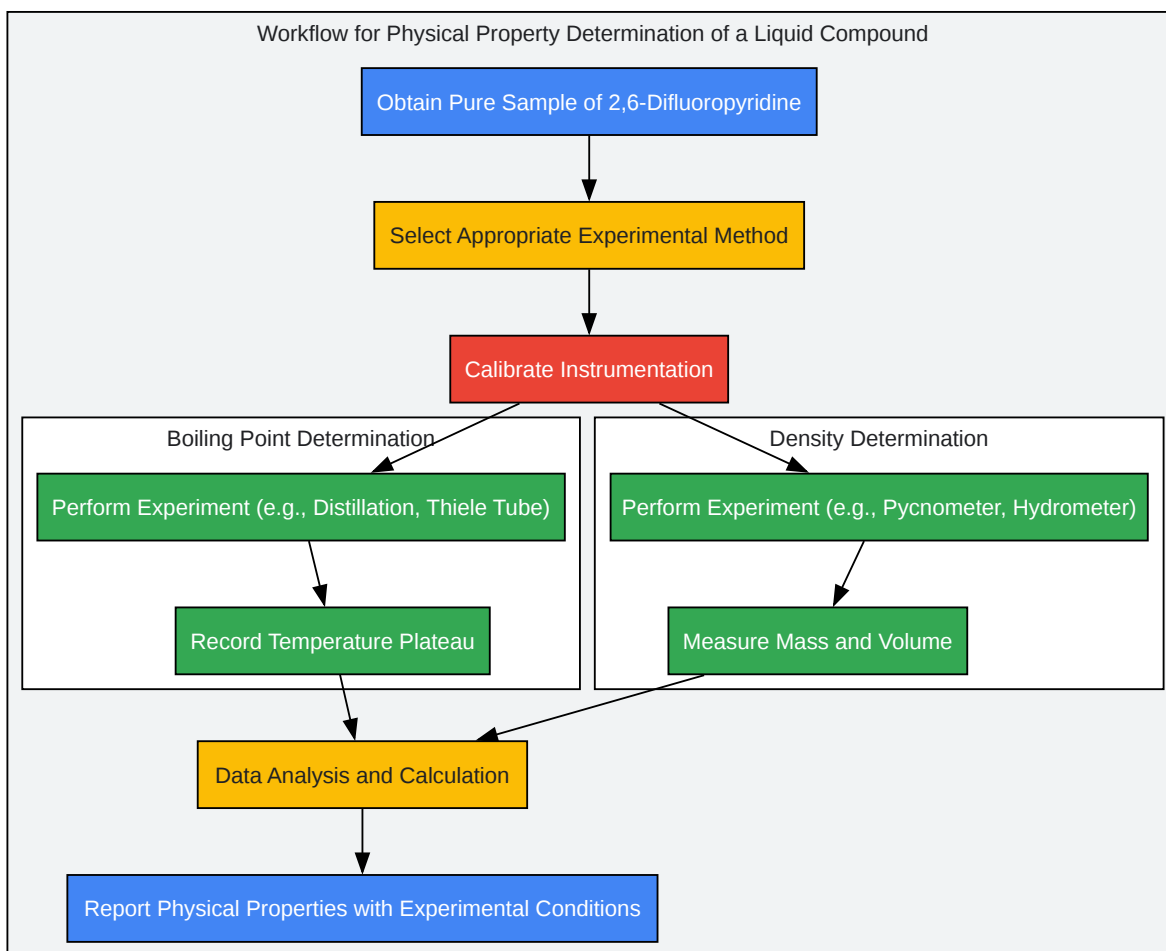 Workflow for Physical Property Determination of a Liquid Compound
Obtain Pure Sample of 2,6-Difluoropyridine
Select Appropriate Experimental Method
Calibrate Instrumentation
Boiling Point Determination
Perform Experiment (e.g., Distillation, Thiele Tube)
Record Temperature Plateau
Density Determination
Perform Experiment (e.g., Pycnometer, Hydrometer)
Measure Mass and Volume
Data Analysis and Calculation
Report Physical Properties with Experimental Conditions